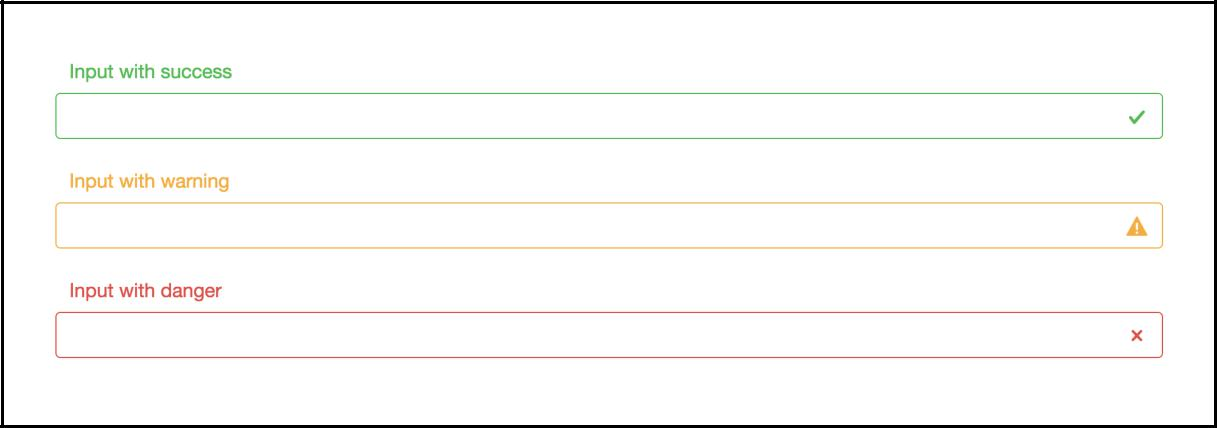 Input with success
Input with warning
Input with danger